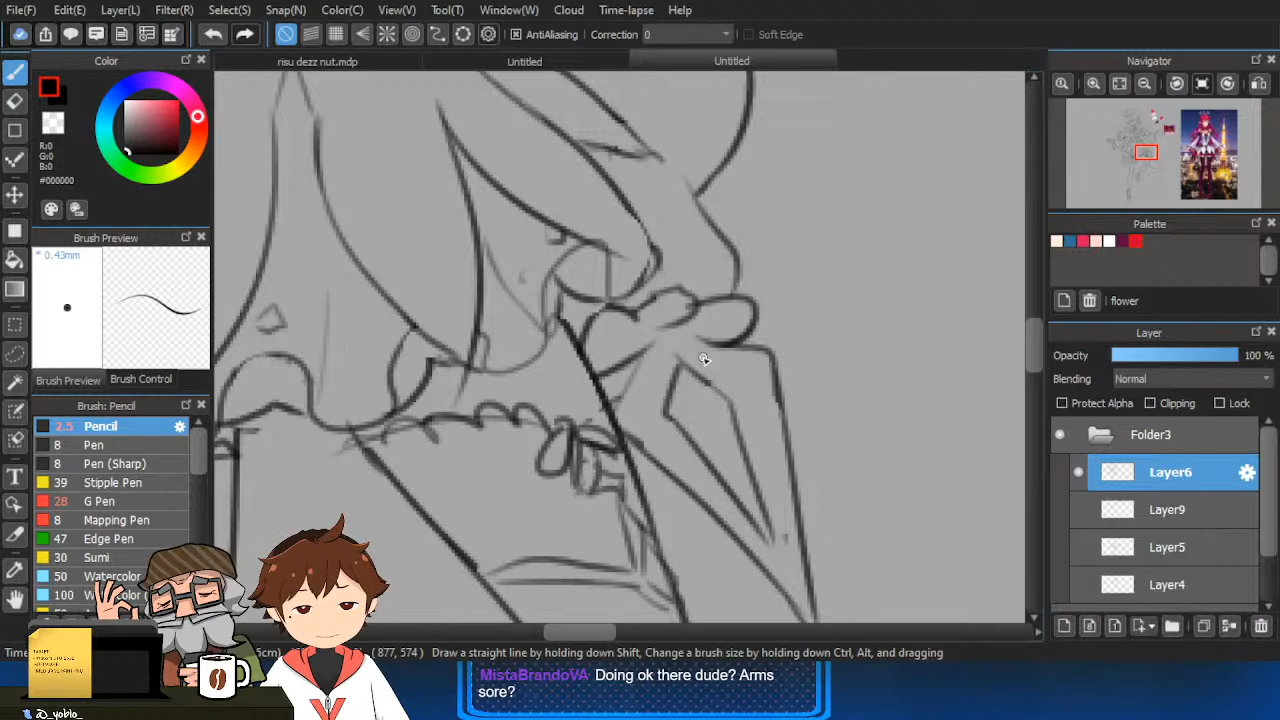 File(F) Edit(E) Layer(L) Filter(R) Select(S) Snap(N) Color(C) View(V) Tool(T) Window(W) Cloud Time-lapse Help
AntiAliasing Correction 0 Soft Edge
Color
risu dezz nut.mdp Untitled Untitled
Navigator
R:0
G:0
B:0
#000000
Brush Preview
* 0.43mm
Palette
flower
Layer
Opacity 100 %
Blending Normal
Protect Alpha Clipping Lock
Brush Preview Brush Control
Brush: Pencil
2.5 Pencil
8 Pen
8 Pen (Sharp)
39 Stipple Pen
28 G Pen
8 Mapping Pen
47 Edge Pen
30 Sumi
50 Watercolor
100 Watercolor
Folder3
Layer6
Layer9
Layer5
Layer4
( 877, 574 ) Draw a straight line by holding down Shift, Change a brush size by holding down Ctrl, Alt, and dragging
MistaBrandoVA Doing ok there dude? Arms
sore?